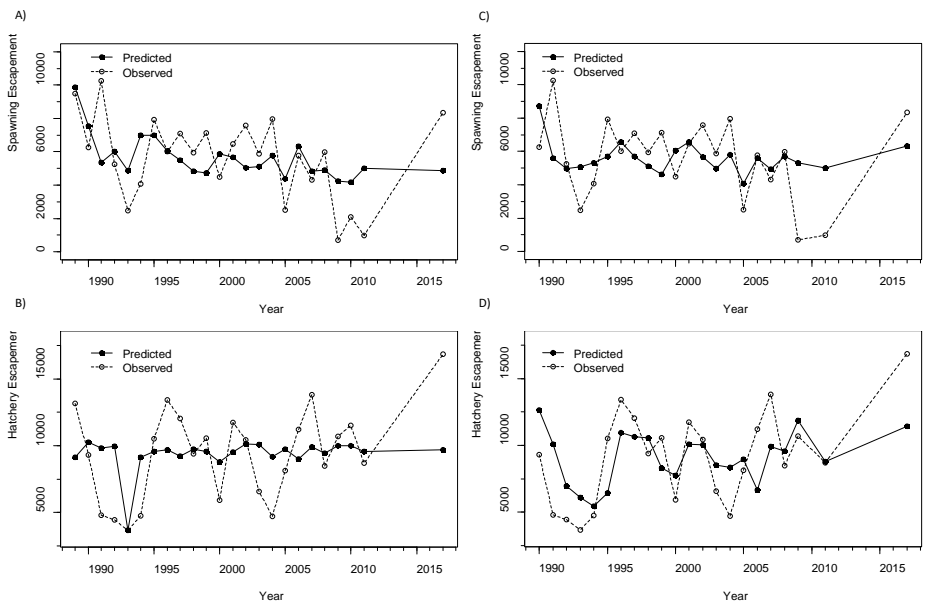 A)
Spawning Escapement
0 2000 6000 10000
Predicted
Observed
1990 1995 2000 2005 2010 2015
Year
C)
Spawning Escapement
0 2000 6000 10000
Predicted
Observed
1990 1995 2000 2005 2010 2015
Year
B)
Hatchery Escapemer
5000 10000 15000
Predicted
Observed
1990 1995 2000 2005 2010 2015
Year
D)
Hatchery Escapemer
5000 10000 15000
Predicted
Observed
1990 1995 2000 2005 2010 2015
Year